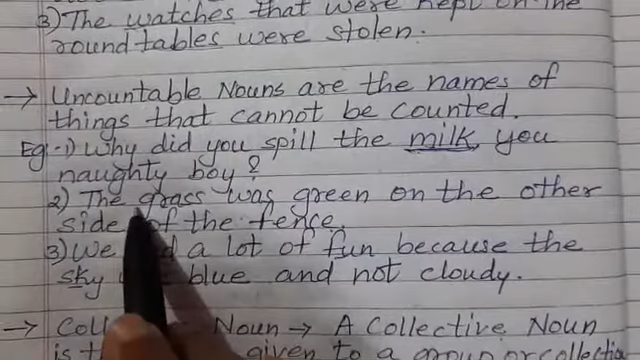 3) The watches that were kept on the
round tables were stolen.
→ Uncountable Nouns are the names of
things that cannot be counted.
Eg:-1) Why did you spill the milk, you
naughty boy?
2) The grass was green on the other
side of the fence.
3) We a lot of fun because the
sky blue and not cloudy.
→ Noun → A Collective Noun
is given to a group or